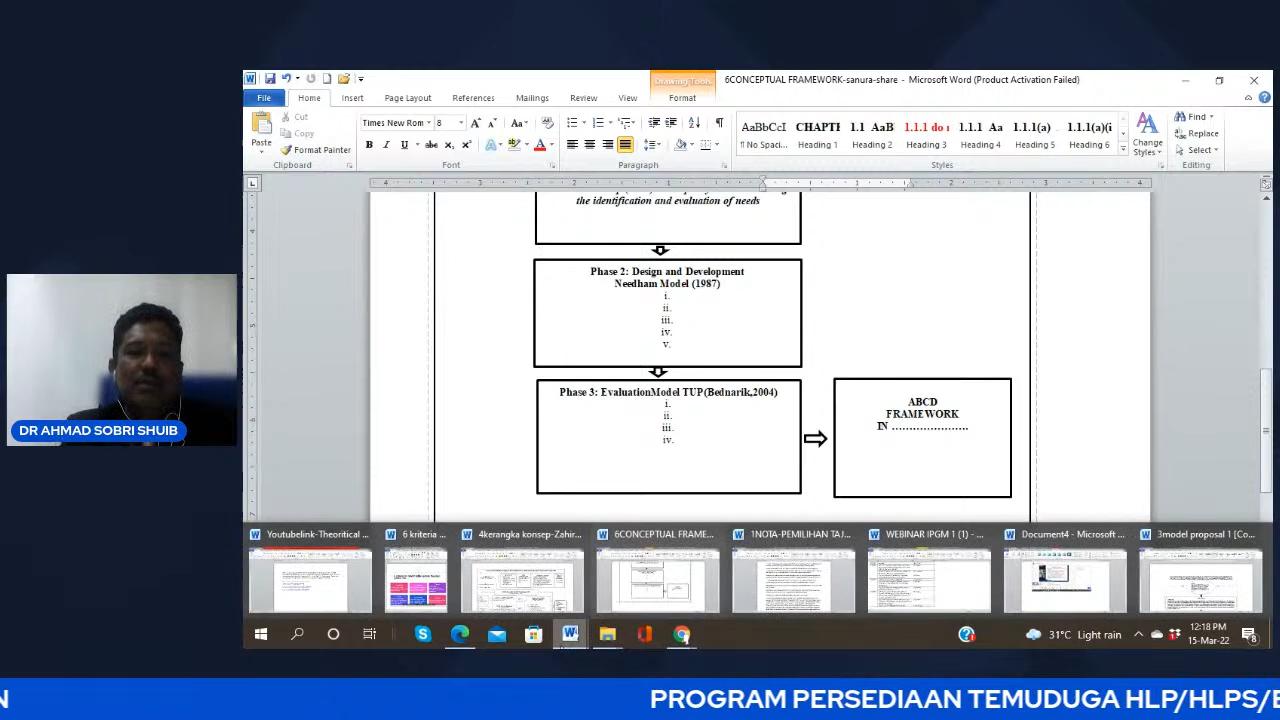 6CONCEPTUAL FRAMEWORK-sanura-share - Microsoft Word (Product Activation Failed)
Drawing Tools
File Home Insert Page Layout References Mailings Review View Format
Paste
Cut
Copy
Format Painter
Clipboard
Times New Rom 8
Font
Paragraph
AaBbCcI CHAPTE 1.1 AaB 1.1.1 do 1 1.1.1 Aa 1.1.1(a) 1.1.1(a)(i
¶ No Spaci... Heading 1 Heading 2 Heading 3 Heading 4 Heading 5 Heading 6
Styles
Change
Styles
Find
Replace
Select
Editing
the identification and evaluation of needs
Phase 2: Design and Development
Needham Model (1987)
i.
ii.
iii.
iv.
v.
Phase 3: EvaluationModel TUP(Bednarik,2004)
i.
ii.
iii.
iv.
ABCD
FRAMEWORK
IN ......................
DR AHMAD SOBRI SHUIB
Youtubelink-Theoritical ...
6 kriteria ...
4kerangka konsep-Zahir...
6CONCEPTUAL FRAME...
1NOTA-PEMILIHAN TAJ...
WEBINAR IPGM 1 (1) - ...
Document4 - Microsoft ...
3model proposal 1 [Co...
31°C Light rain
12:18 PM
15-Mar-22
8
N PROGRAM PERSEDIAAN TEMUDUGA HLP/HLPS/